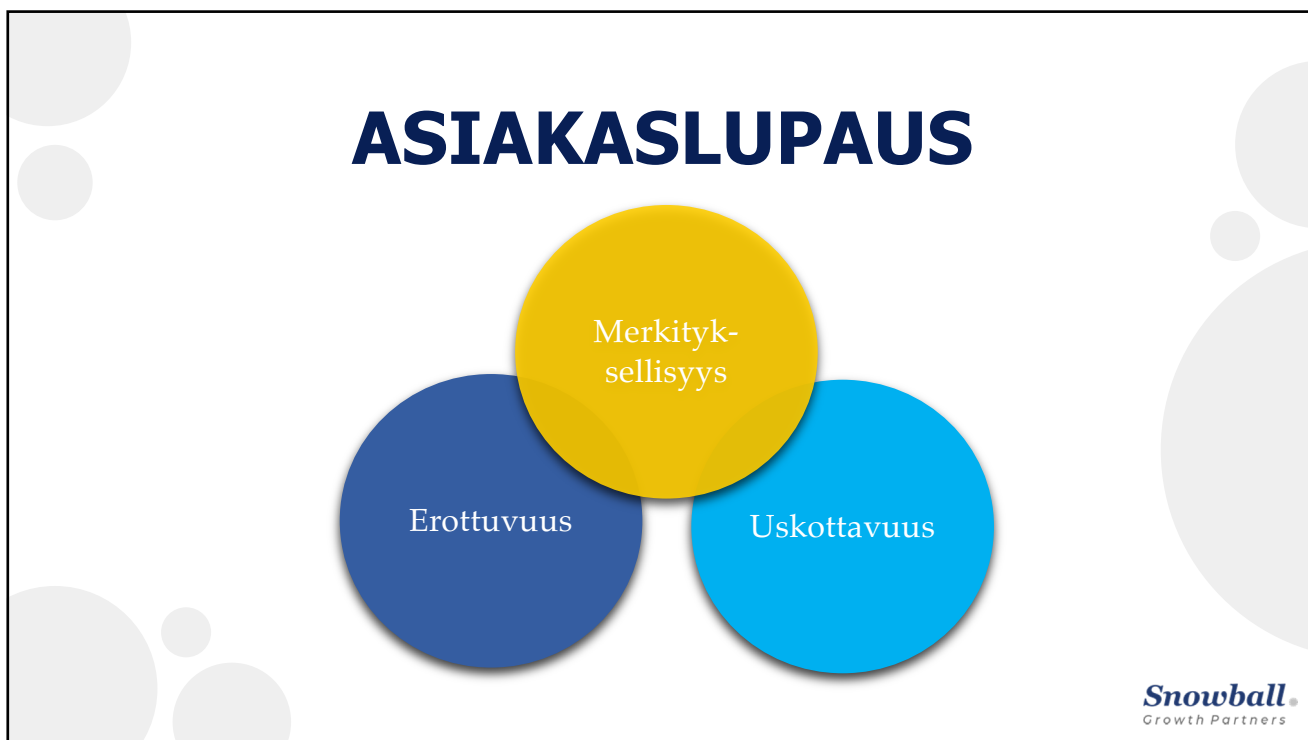 ASIAKASLUPAUS
Merkityk-
sellisyys
Erottuvuus
Uskottavuus
Snowball
Growth Partners